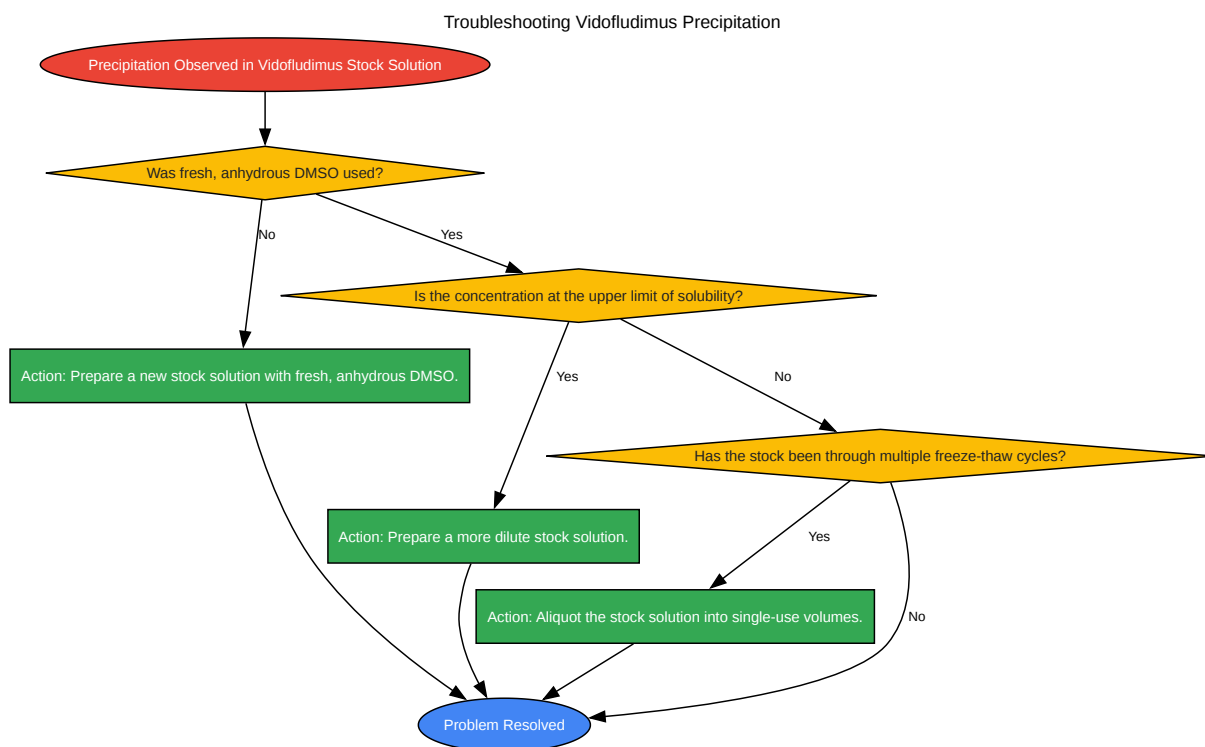 Troubleshooting Vidofludimus Precipitation
Precipitation Observed in Vidofludimus Stock Solution
Was fresh, anhydrous DMSO used?
No
Yes
Is the concentration at the upper limit of solubility?
Action: Prepare a new stock solution with fresh, anhydrous DMSO.
Yes
No
Has the stock been through multiple freeze-thaw cycles?
Action: Prepare a more dilute stock solution.
Yes
Action: Aliquot the stock solution into single-use volumes.
No
Problem Resolved